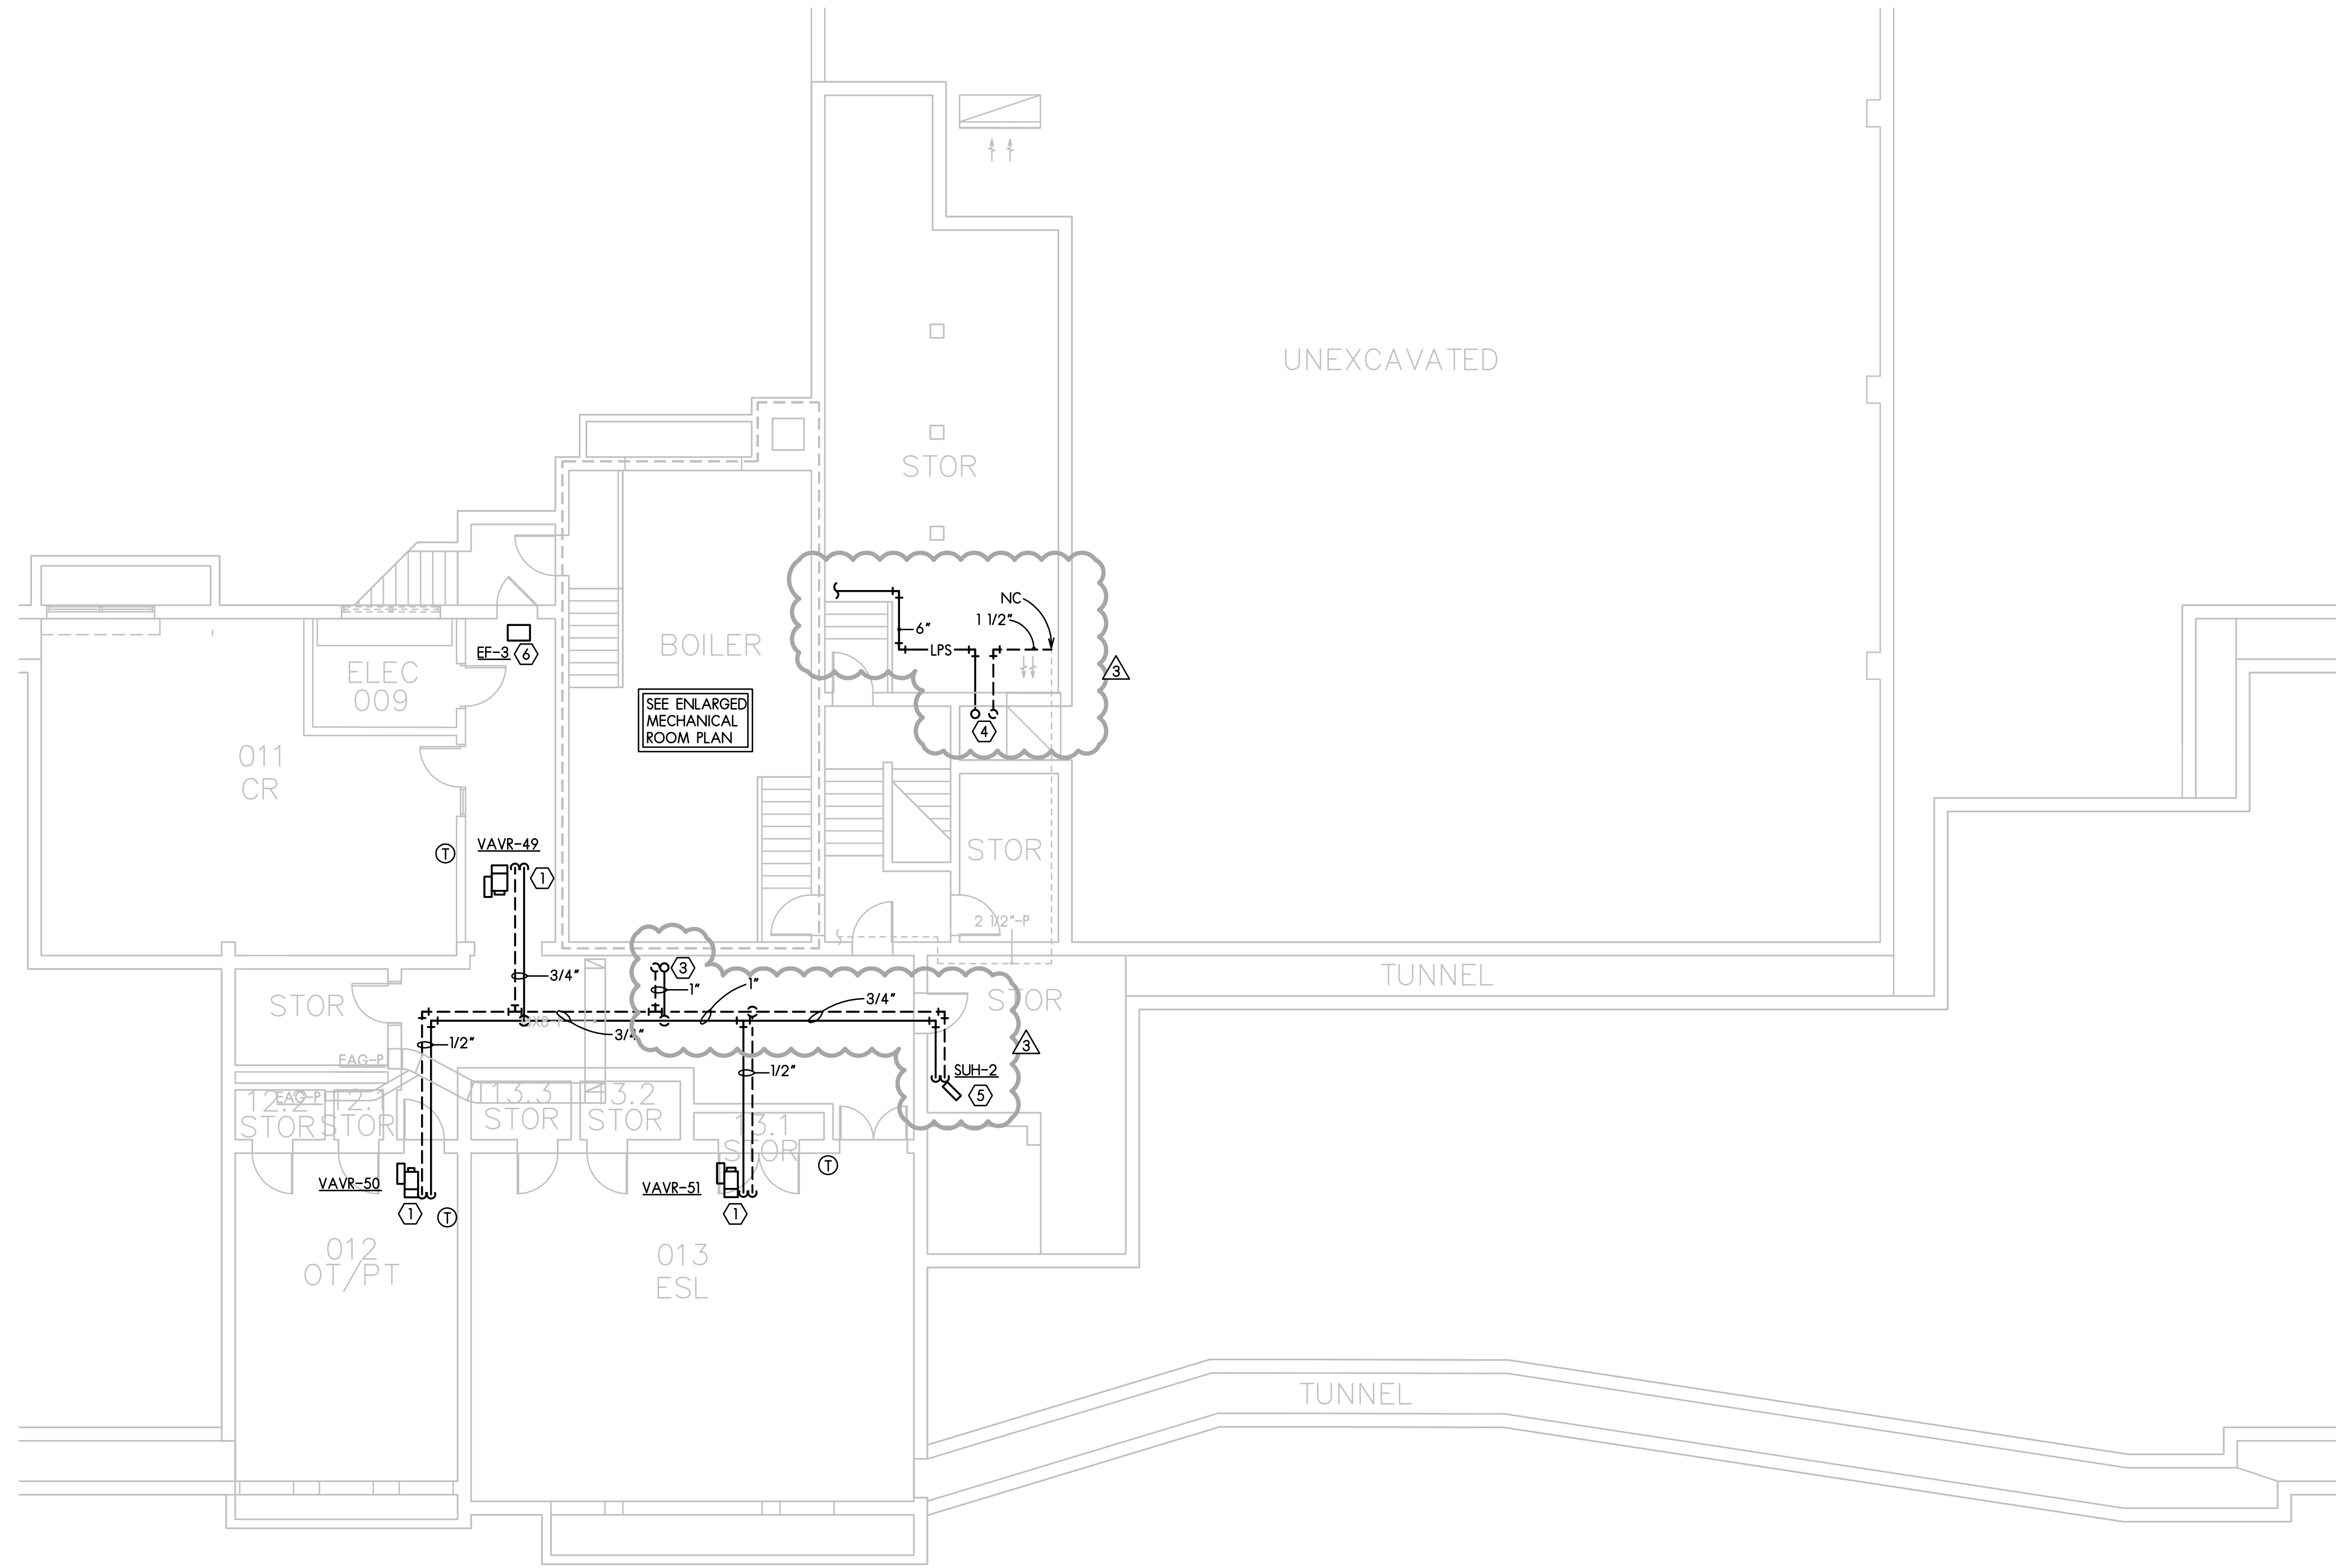 UNEXCAVATED
STOR
NC
1 1/2"
6"
LPS
3
4
EF-3
6
BOILER
ELEC
009
SEE ENLARGED
MECHANICAL
ROOM PLAN
011
CR
VAVR-49
T
1
STOR
2 1/2"-P
3
3/4"
1"
1"
3/4"
TUNNEL
STOR
STOR
3/4"
1/2"
3
EAG-P
1/2"
SUH-2
5
EAG-P
12.2
STOR
12.1
STOR
13.3
STOR
13.2
STOR
13.1
STOR
T
VAVR-50
1
T
VAVR-51
1
012
OT/PT
013
ESL
TUNNEL